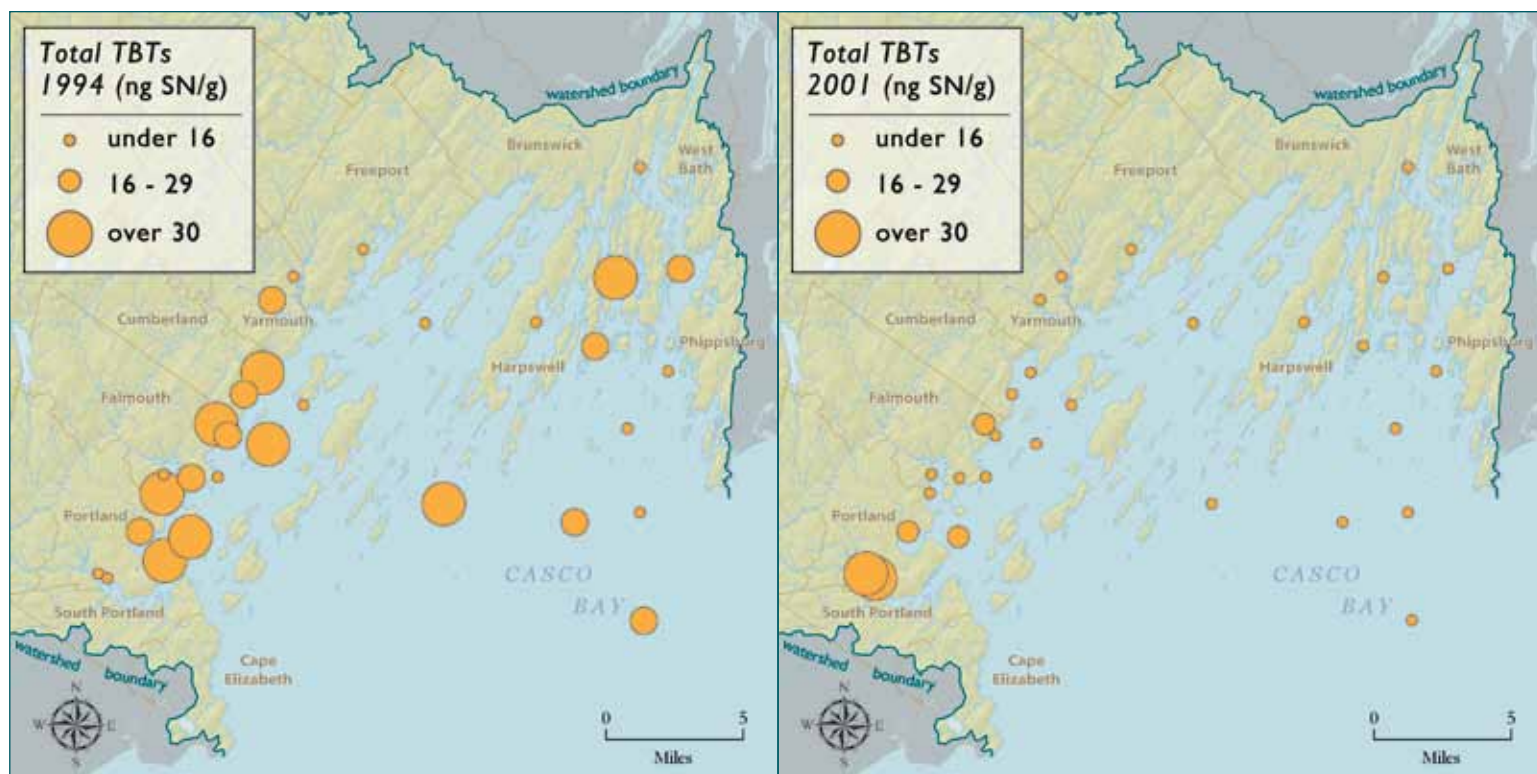 Total TBTs
1994 (ng SN/g)
under 16
16 - 29
over 30
watershed boundary
Brunswick
West
Bath
Freeport
Cumberland
Yarmouth
Phippsburg
Harpswell
Falmouth
Portland
CASCO
BAY
South Portland
watershed
boundary
Cape
Elizabeth
N
W
E
S
0
5
Miles
Total TBTs
2001 (ng SN/g)
under 16
16 - 29
over 30
watershed boundary
Brunswick
West
Bath
Freeport
Cumberland
Yarmouth
Phippsburg
Harpswell
Falmouth
Portland
CASCO
BAY
South Portland
watershed
boundary
Cape
Elizabeth
N
W
E
S
0
5
Miles